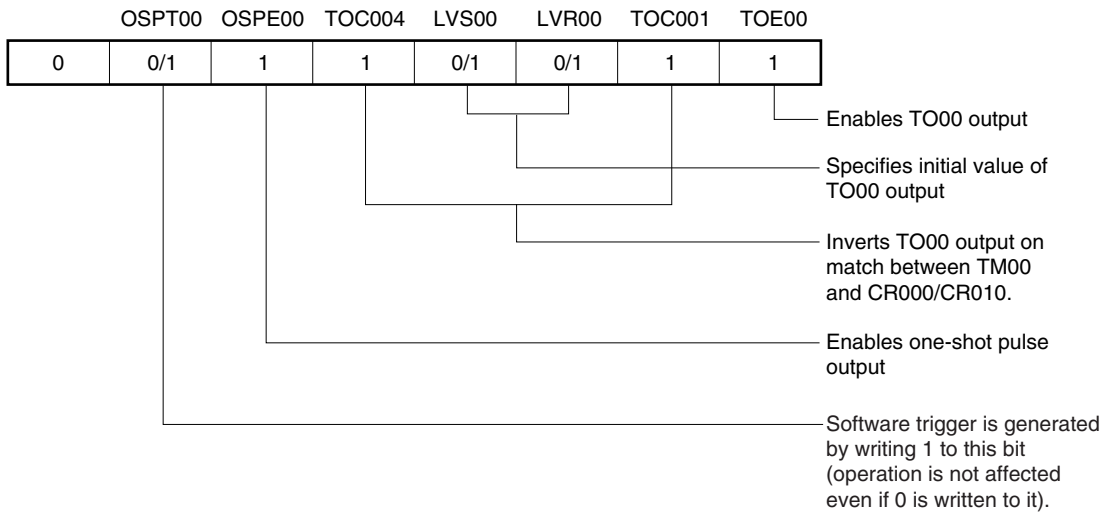 OSPT00 OSPE00 TOC004 LVS00 LVR00 TOC001 TOE00
0 0/1 1 1 0/1 0/1 1 1
Enables TO00 output
Specifies initial value of
TO00 output
Inverts TO00 output on
match between TM00
and CR000/CR010.
Enables one-shot pulse
output
Software trigger is generated
by writing 1 to this bit
(operation is not affected
even if 0 is written to it).